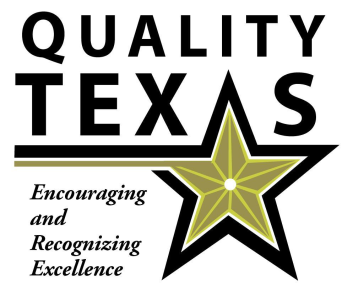 QUALITY
TEXAS
Encouraging
and
Recognizing
Excellence